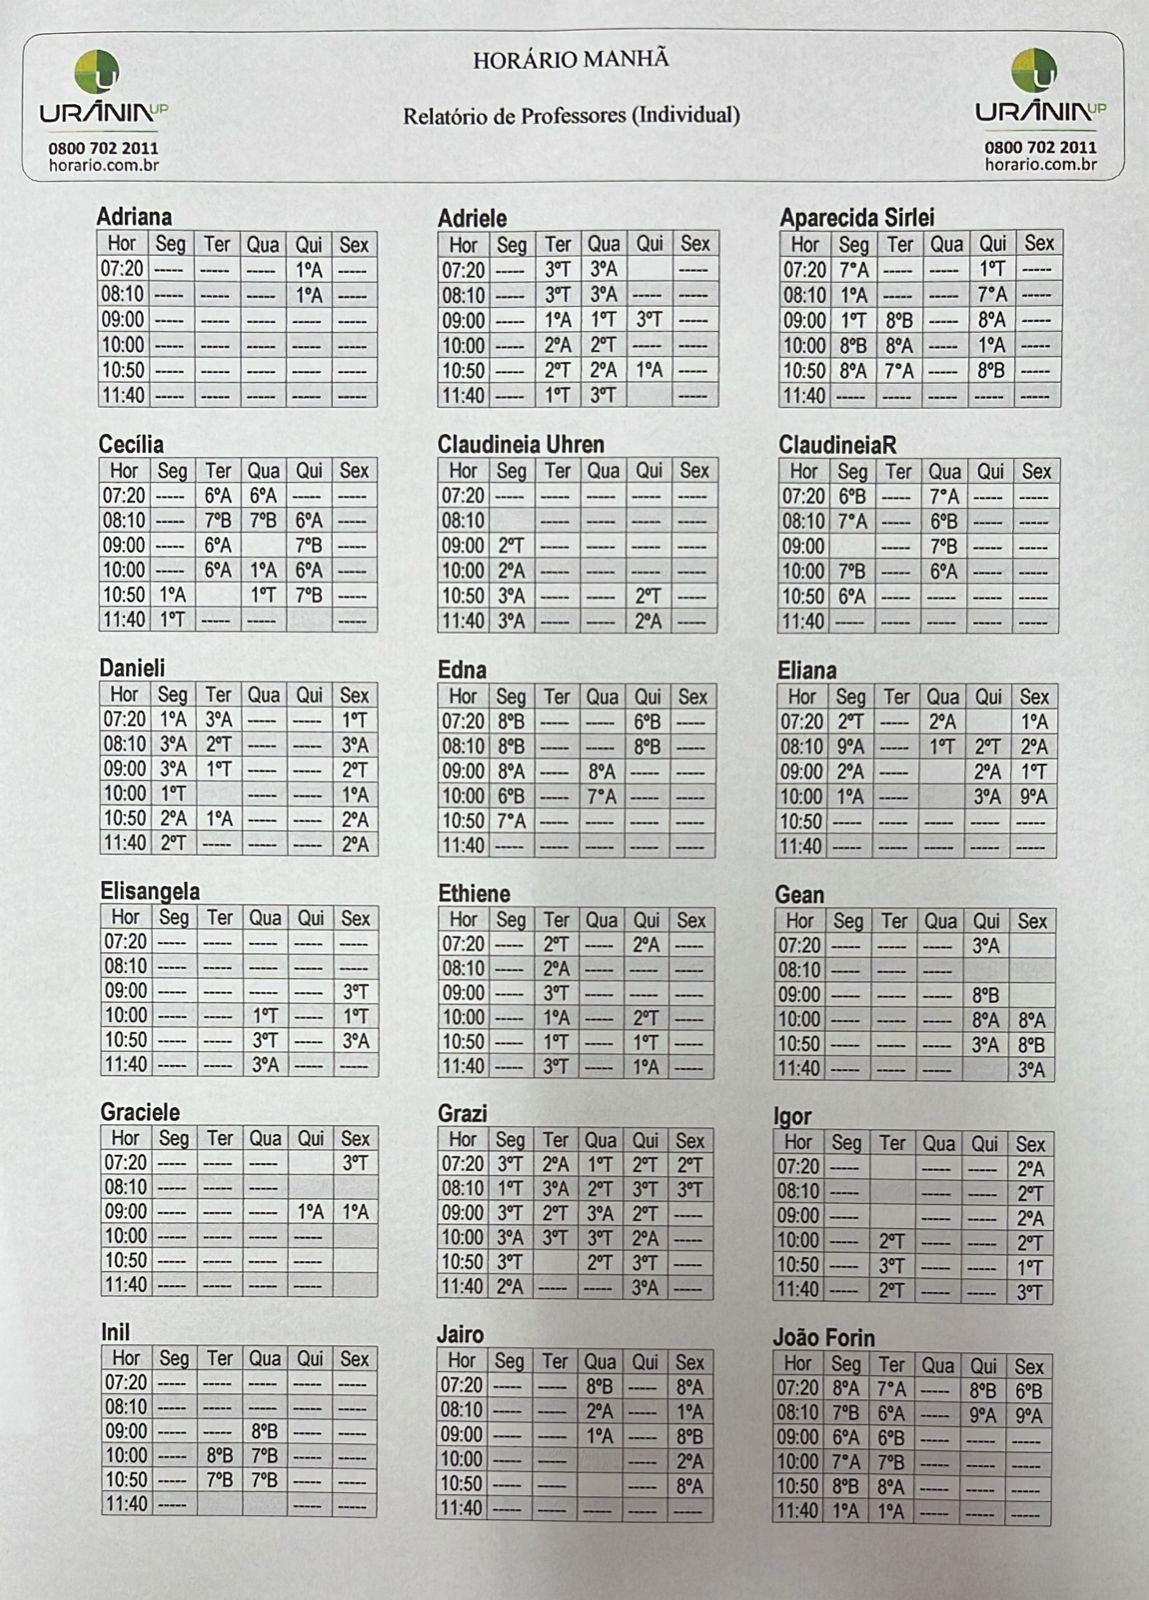 HORÁRIO MANHÃ
Relatório de Professores (Individual)
URÂNIA UP
0800 702 2011
horario.com.br
URÂNIA UP
0800 702 2011
horario.com.br
Adriana
Hor Seg Ter Qua Qui Sex
07:20 ----- ----- ----- 1ºA -----
08:10 ----- ----- ----- 1ºA -----
09:00 ----- ----- ----- ----- -----
10:00 ----- ----- ----- ----- -----
10:50 ----- ----- ----- ----- -----
11:40 ----- ----- ----- ----- -----
Adriele
Hor Seg Ter Qua Qui Sex
07:20 ----- 3ºT 3ºA -----
08:10 ----- 3ºT 3ºA ----- -----
09:00 ----- 1ºA 1ºT 3ºT -----
10:00 ----- 2ºA 2ºT ----- -----
10:50 ----- 2ºT 2ºA 1ºA -----
11:40 ----- 1ºT 3ºT -----
Aparecida Sirlei
Hor Seg Ter Qua Qui Sex
07:20 7°A ----- ----- 1ºT -----
08:10 1ºA ----- ----- 7°A -----
09:00 1ºT 8ºB ----- 8ºA -----
10:00 8ºB 8ºA ----- 1ºA -----
10:50 8ºA 7°A ----- 8ºB -----
11:40 ----- ----- ----- ----- -----
Cecília
Hor Seg Ter Qua Qui Sex
07:20 ----- 6ºA 6ºA ----- -----
08:10 ----- 7ºB 7ºB 6ºA -----
09:00 ----- 6ºA 7ºB -----
10:00 ----- 6ºA 1ºA 6ºA -----
10:50 1ºA 1ºT 7ºB -----
11:40 1ºT ----- ----- -----
Claudineia Uhren
Hor Seg Ter Qua Qui Sex
07:20 ----- ----- ----- ----- -----
08:10 ----- ----- ----- -----
09:00 2ºT ----- ----- ----- -----
10:00 2ºA ----- ----- ----- -----
10:50 3ºA ----- ----- 2ºT -----
11:40 3ºA ----- ----- 2ºA -----
ClaudineiaR
Hor Seg Ter Qua Qui Sex
07:20 6ºB ----- 7°A ----- -----
08:10 7°A ----- 6ºB ----- -----
09:00 ----- 7ºB ----- -----
10:00 7ºB ----- 6ºA ----- -----
10:50 6ºA ----- ----- ----- -----
11:40 ----- ----- ----- ----- -----
Danieli
Hor Seg Ter Qua Qui Sex
07:20 1ºA 3ºA ----- ----- 1ºT
08:10 3ºA 2ºT ----- ----- 3ºA
09:00 3ºA 1ºT ----- ----- 2ºT
10:00 1ºT ----- ----- 1ºA
10:50 2ºA 1ºA ----- ----- 2ºA
11:40 2ºT ----- ----- ----- 2ºA
Edna
Hor Seg Ter Qua Qui Sex
07:20 8ºB ----- ----- 6ºB -----
08:10 8ºB ----- ----- 8ºB -----
09:00 8ºA ----- 8ºA ----- -----
10:00 6ºB ----- 7°A ----- -----
10:50 7°A ----- ----- ----- -----
11:40 ----- ----- ----- ----- -----
Eliana
Hor Seg Ter Qua Qui Sex
07:20 2ºT ----- 2ºA 1ºA
08:10 9ºA ----- 1ºT 2ºT 2ºA
09:00 2ºA ----- 2ºA 1ºT
10:00 1ºA ----- 3ºA 9ºA
10:50 ----- ----- ----- ----- -----
11:40 ----- ----- ----- ----- -----
Elisangela
Hor Seg Ter Qua Qui Sex
07:20 ----- ----- ----- ----- -----
08:10 ----- ----- ----- ----- -----
09:00 ----- ----- ----- ----- 3ºT
10:00 ----- ----- 1ºT ----- 1ºT
10:50 ----- ----- 3ºT ----- 3ºA
11:40 ----- ----- 3ºA ----- -----
Ethiene
Hor Seg Ter Qua Qui Sex
07:20 ----- 2ºT ----- 2ºA -----
08:10 ----- 2ºA ----- ----- -----
09:00 ----- 3ºT ----- ----- -----
10:00 ----- 1ºA ----- 2ºT -----
10:50 ----- 1ºT ----- 1ºT -----
11:40 ----- 3ºT ----- 1ºA -----
Gean
Hor Seg Ter Qua Qui Sex
07:20 ----- ----- ----- 3ºA
08:10 ----- ----- -----
09:00 ----- ----- ----- 8ºB
10:00 ----- ----- ----- 8ºA 8ºA
10:50 ----- ----- ----- 3ºA 8ºB
11:40 ----- ----- ----- 3ºA
Graciele
Hor Seg Ter Qua Qui Sex
07:20 ----- ----- ----- 3ºT
08:10 ----- ----- -----
09:00 ----- ----- ----- 1ºA 1ºA
10:00 ----- ----- ----- -----
10:50 ----- ----- ----- -----
11:40 ----- ----- ----- -----
Grazi
Hor Seg Ter Qua Qui Sex
07:20 3ºT 2ºA 1ºT 2ºT 2ºT
08:10 1ºT 3ºA 2ºT 3ºT 3ºT
09:00 3ºT 2ºT 3ºA 2ºT -----
10:00 3ºA 3ºT 3ºT 2ºA -----
10:50 3ºT 2ºT 3ºT -----
11:40 2ºA ----- ----- 3ºA -----
Igor
Hor Seg Ter Qua Qui Sex
07:20 ----- ----- ----- 2ºA
08:10 ----- ----- ----- 2ºT
09:00 ----- ----- ----- 2ºA
10:00 ----- 2ºT ----- ----- 2ºT
10:50 ----- 3ºT ----- ----- 1ºT
11:40 ----- 2ºT ----- ----- 3ºT
Inil
Hor Seg Ter Qua Qui Sex
07:20 ----- ----- ----- ----- -----
08:10 ----- ----- ----- ----- -----
09:00 ----- ----- 8ºB ----- -----
10:00 ----- 8ºB 7ºB ----- -----
10:50 ----- 7ºB 7ºB ----- -----
11:40 ----- ----- -----
Jairo
Hor Seg Ter Qua Qui Sex
07:20 ----- ----- 8ºB ----- 8ºA
08:10 ----- ----- 2ºA ----- 1ºA
09:00 ----- ----- 1ºA ----- 8ºB
10:00 ----- ----- ----- 2ºA
10:50 ----- ----- ----- 8ºA
11:40 ----- ----- ----- ----- -----
João Forin
Hor Seg Ter Qua Qui Sex
07:20 8ºA 7°A ----- 8ºB 6ºB
08:10 7ºB 6ºA ----- 9ºA 9ºA
09:00 6ºA 6ºB ----- ----- -----
10:00 7°A 7ºB ----- ----- -----
10:50 8ºB 8ºA ----- ----- -----
11:40 1ºA 1ºA ----- ----- -----